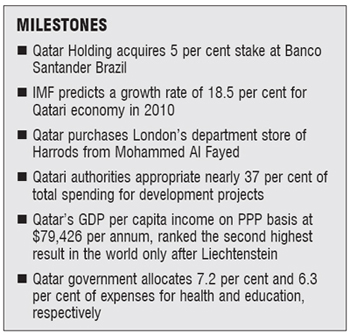 MILESTONES
■ Qatar Holding acquires 5 per cent stake at Banco
Santander Brazil
■ IMF predicts a growth rate of 18.5 per cent for
Qatari economy in 2010
■ Qatar purchases London's department store of
Harrods from Mohammed Al Fayed
■ Qatari authorities appropriate nearly 37 per cent of
total spending for development projects
■ Qatar's GDP per capita income on PPP basis at
$79,426 per annum, ranked the second highest
result in the world only after Liechtenstein
■ Qatar government allocates 7.2 per cent and 6.3
per cent of expenses for health and education,
respectively